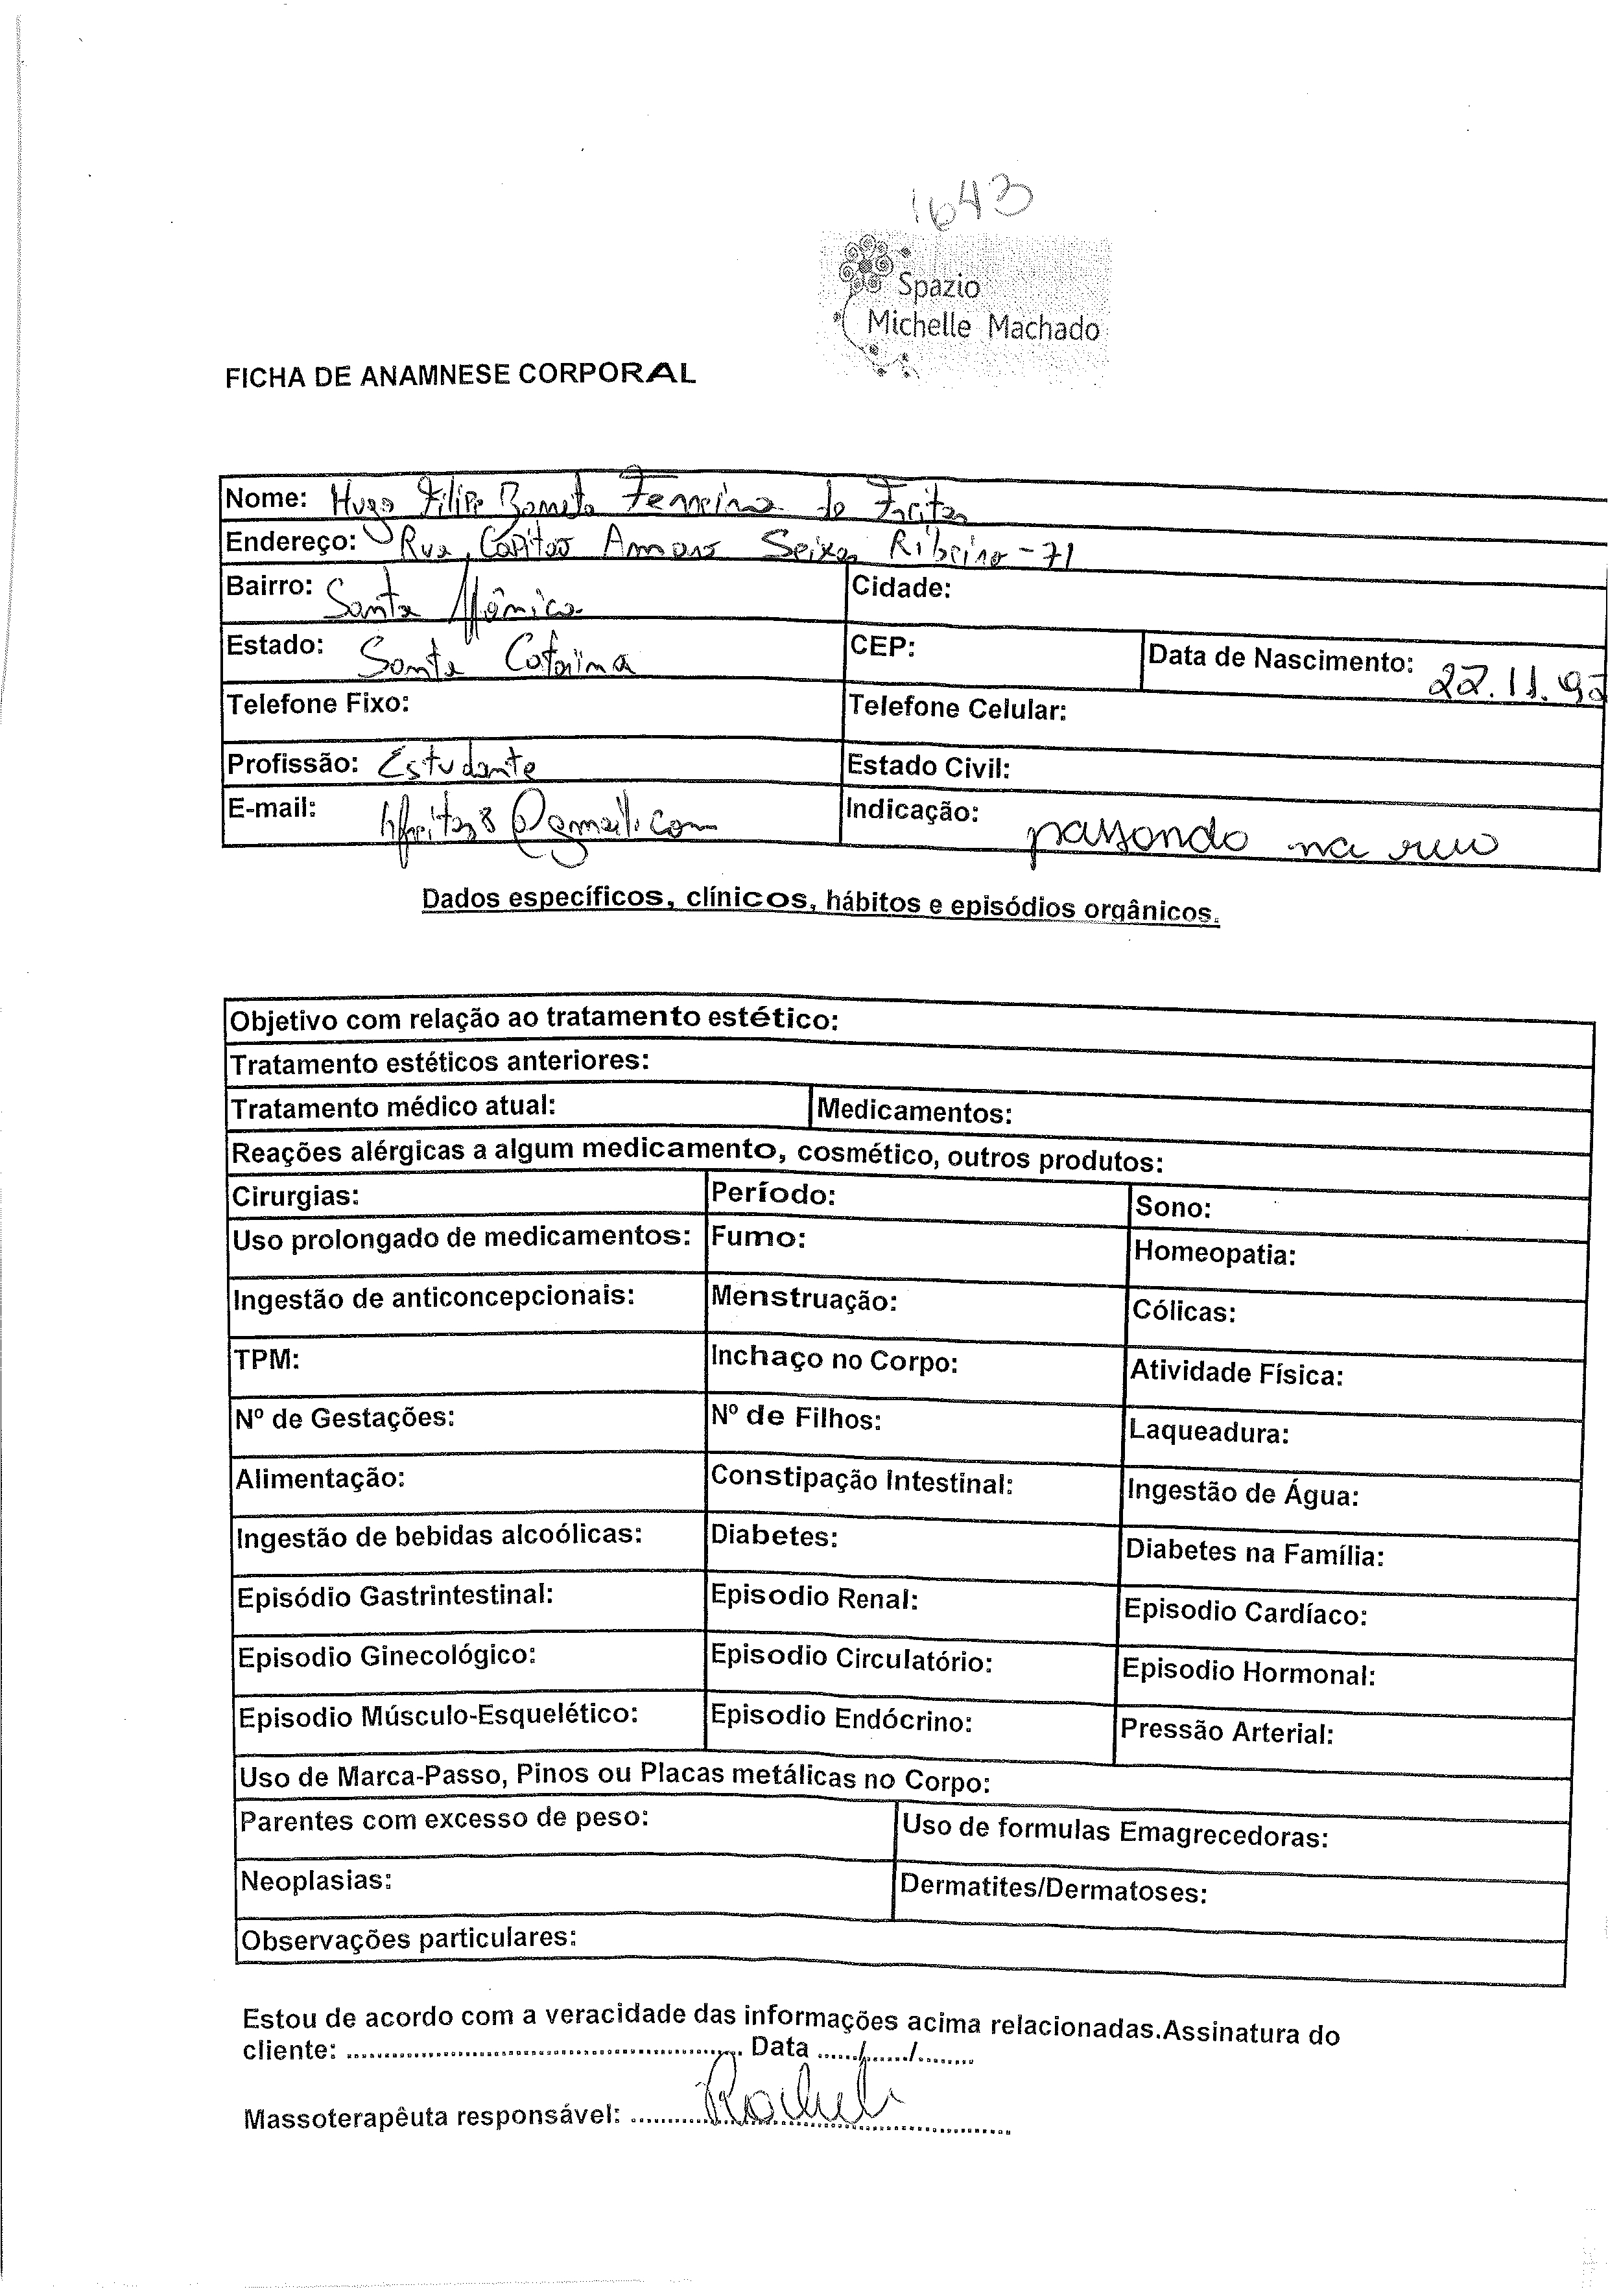 1643
Spazio
Michelle Machado
FICHA DE ANAMNESE CORPORAL
Nome: Hugo Filipe Ferreira de Freitas
Endereço: Rua Capitão Amaro Seixas Ribeiro - 71
Bairro: Santa Mônica Cidade:
Estado: Santa Catarina CEP: Data de Nascimento: 22.11.
Telefone Fixo: Telefone Celular:
Profissão: Estudante Estado Civil:
E-mail: hffreitas8@gmail.com Indicação: passando na rua
Dados específicos, clínicos, hábitos e episódios orgânicos.
Objetivo com relação ao tratamento estético:
Tratamento estéticos anteriores:
Tratamento médico atual: Medicamentos:
Reações alérgicas a algum medicamento, cosmético, outros produtos:
Cirurgias: Período: Sono:
Uso prolongado de medicamentos: Fumo: Homeopatia:
Ingestão de anticoncepcionais: Menstruação: Cólicas:
TPM: Inchaço no Corpo: Atividade Física:
Nº de Gestações: Nº de Filhos: Laqueadura:
Alimentação: Constipação Intestinal: Ingestão de Água:
Ingestão de bebidas alcoólicas: Diabetes: Diabetes na Família:
Episódio Gastrintestinal: Episodio Renal: Episodio Cardíaco:
Episodio Ginecológico: Episodio Circulatório: Episodio Hormonal:
Episodio Músculo-Esquelético: Episodio Endócrino: Pressão Arterial:
Uso de Marca-Passo, Pinos ou Placas metálicas no Corpo:
Parentes com excesso de peso: Uso de formulas Emagrecedoras:
Neoplasias: Dermatites/Dermatoses:
Observações particulares:
Estou de acordo com a veracidade das informações acima relacionadas.Assinatura do
cliente: ........................................................ Data ....../....../........
Massoterapêuta responsável: ........................................................